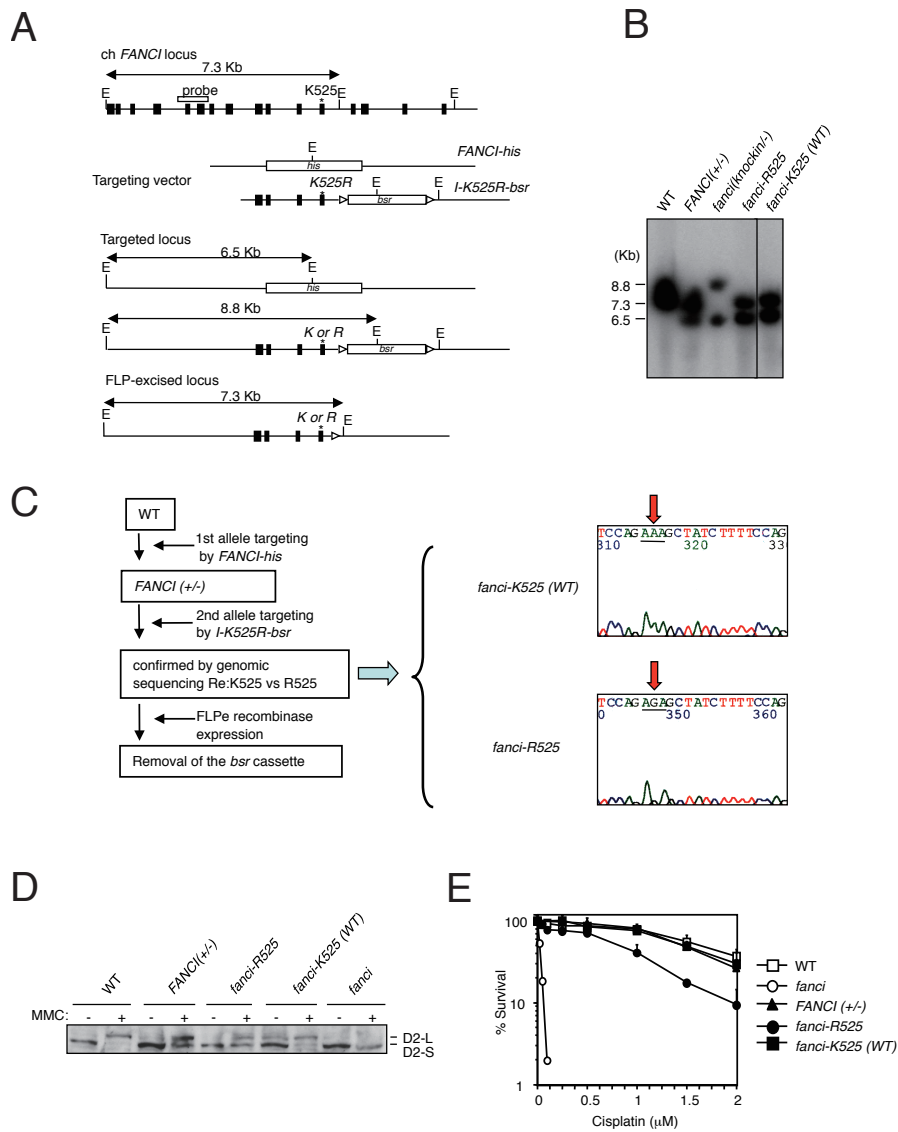 A
ch FANCI locus
7.3 Kb
E
probe
K525
E
E
*
Targeting vector
FANCI-his
E
his
K525R
E
I-K525R-bsr
E
*
bsr
Targeted locus
6.5 Kb
E
E
his
8.8 Kb
E
K or R
E
E
*
bsr
FLP-excised locus
7.3 Kb
E
K or R
E
*
B
WT
FANCI(+/-)
fanci(knockin/-)
fanci-R525
fanci-K525 (WT)
(Kb)
8.8
7.3
6.5
C
WT
1st allele targeting
by FANCI-his
FANCI (+/-)
2nd allele targeting
by I-K525R-bsr
confirmed by genomic
sequencing Re:K525 vs R525
FLPe recombinase
expression
Removal of the bsr cassette
fanci-K525 (WT)
TCCAGAAAGCTATCTTTTCCAG
310 320 33
fanci-R525
TCCAGAGAGCTATCTTTTCCAG
0 350 360
D
WT
FANCI(+/-)
fanci-R525
fanci-K525 (WT)
fanci
MMC: - + - + - + - + - +
D2-L
D2-S
E
% Survival
100
10
1
0 0.5 1 1.5 2
Cisplatin (μM)
WT
fanci
FANCI (+/-)
fanci-R525
fanci-K525 (WT)